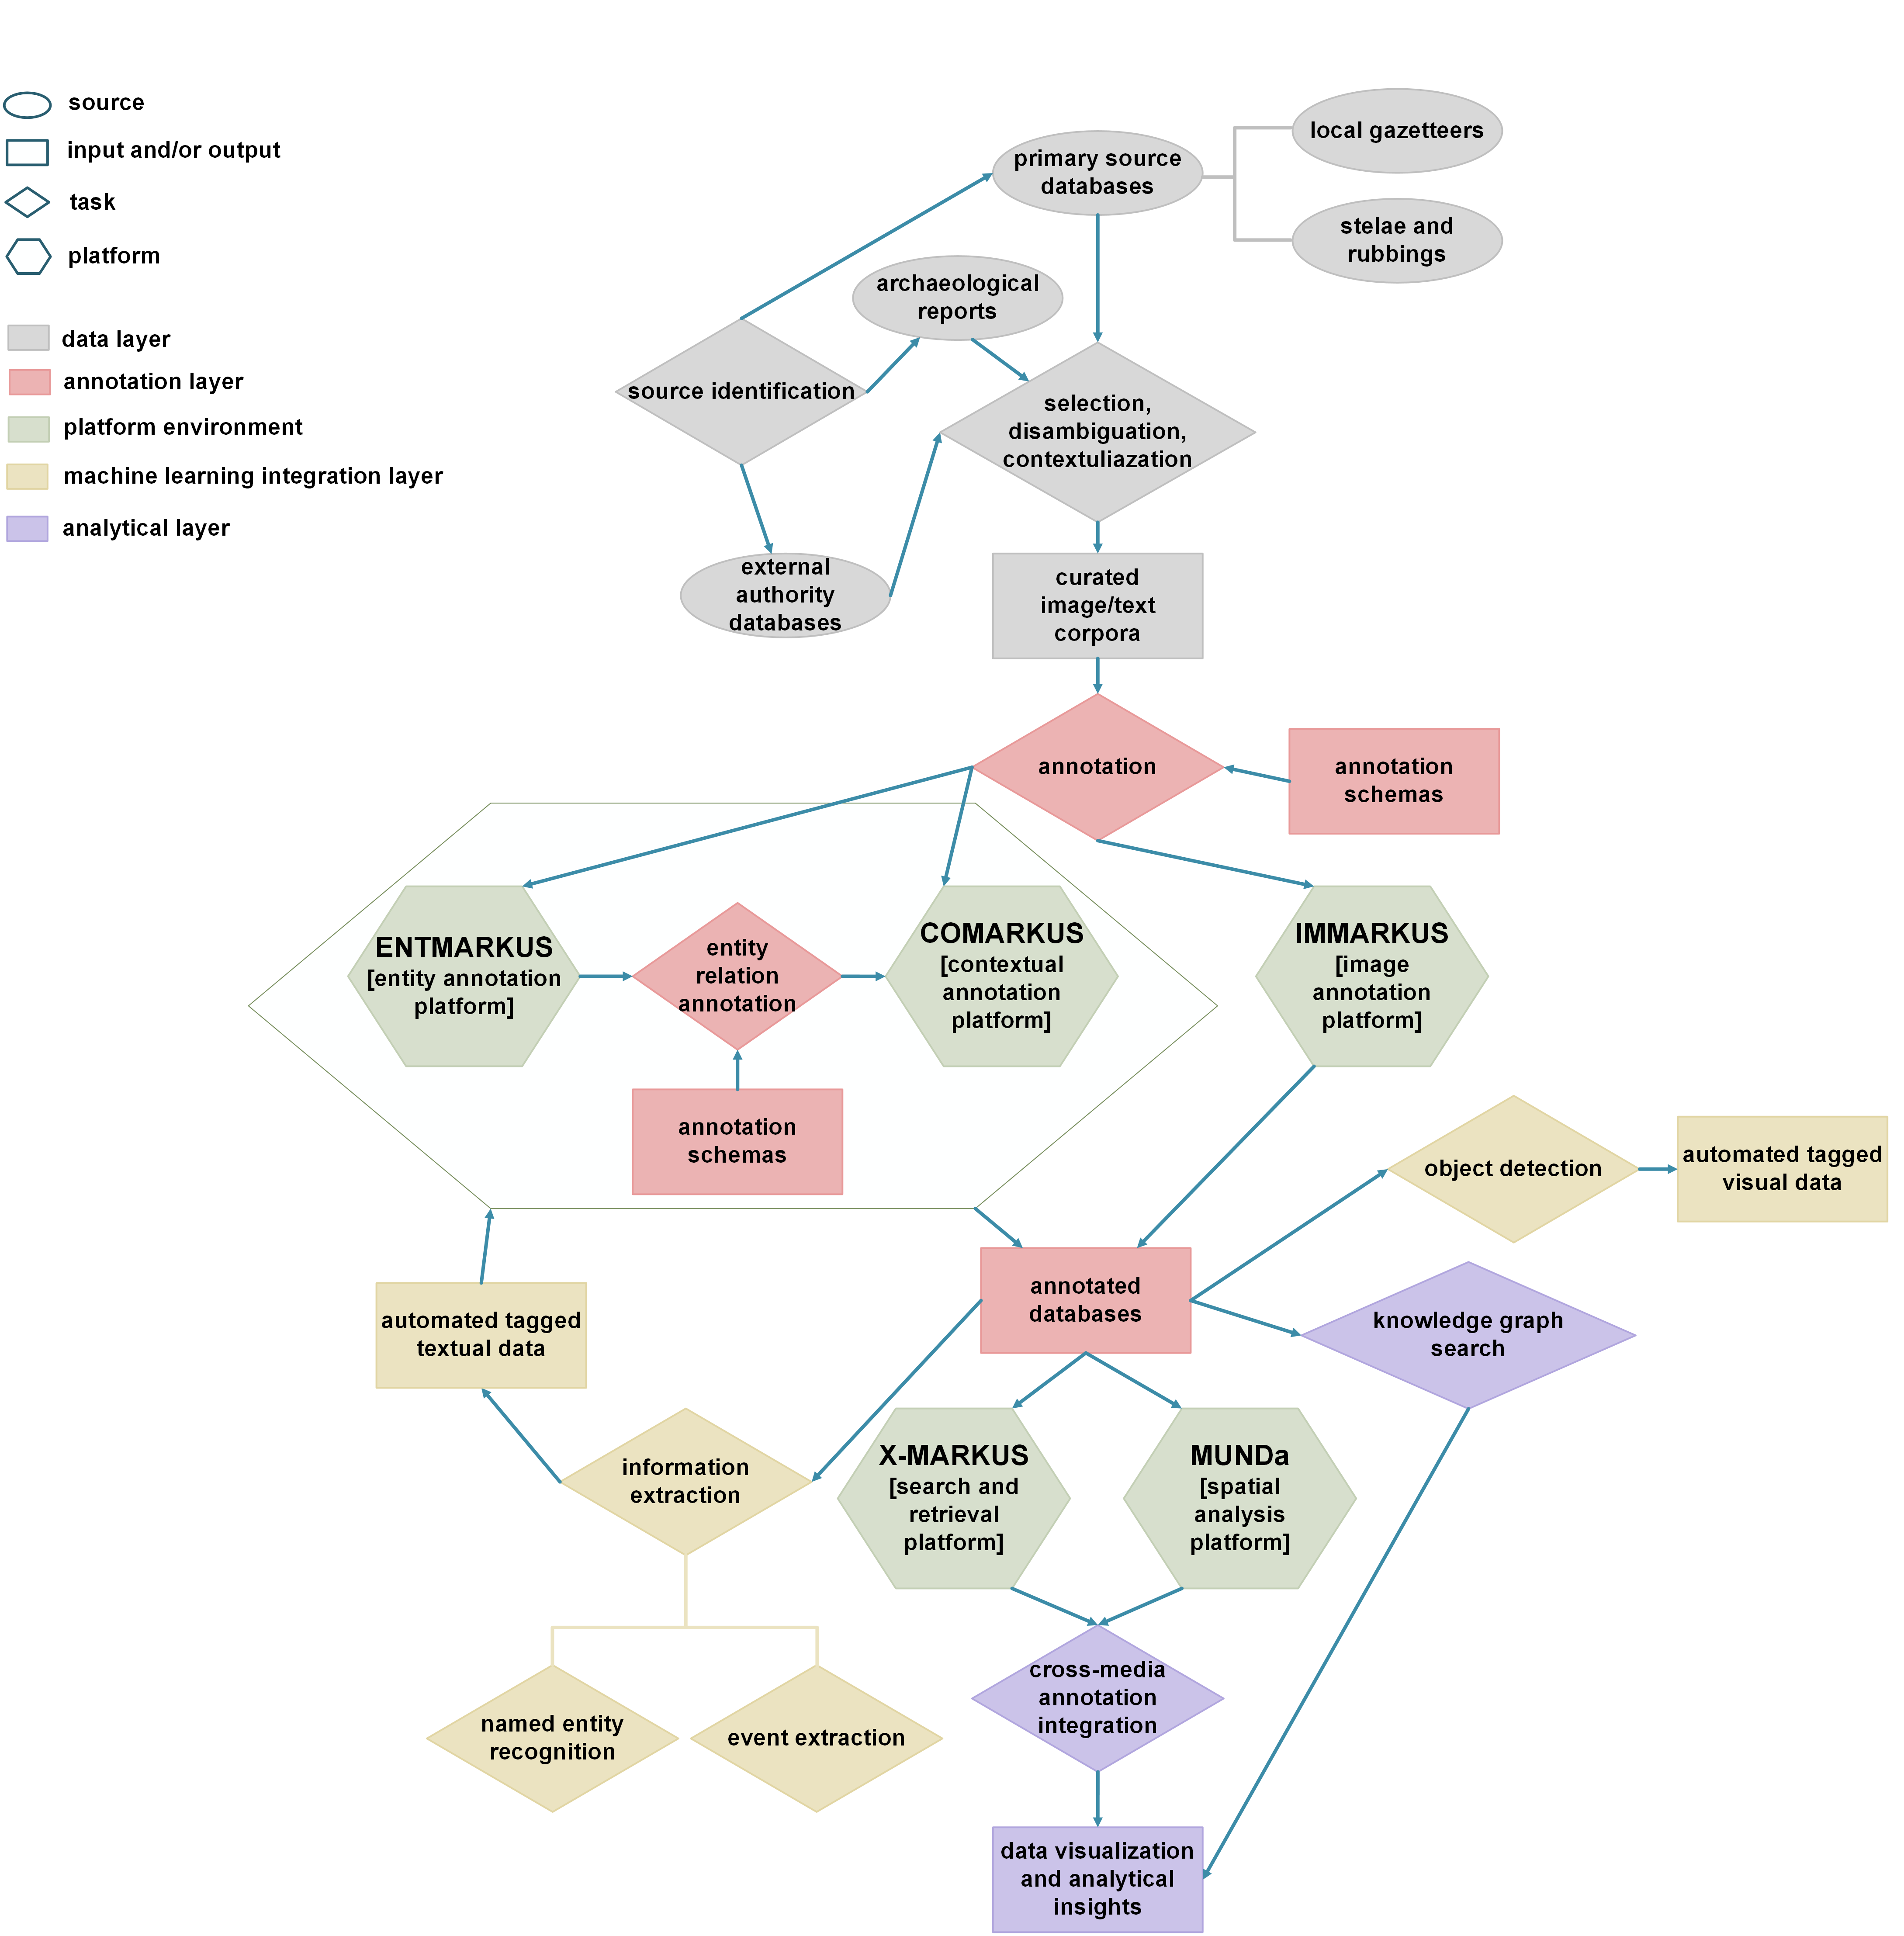 source
input and/or output
task
platform
data layer
annotation layer
platform environment
machine learning integration layer
analytical layer
primary source
databases
local gazetteers
stelae and
rubbings
archaeological
reports
source identification
selection,
disambiguation,
contextuliazation
external
authority
databases
curated
image/text
corpora
annotation
annotation
schemas
ENTMARKUS
[entity annotation
platform]
entity
relation
annotation
COMARKUS
[contextual
annotation
platform]
IMMARKUS
[image
annotation
platform]
annotation
schemas
object detection
automated tagged
visual data
annotated
databases
knowledge graph
search
automated tagged
textual data
information
extraction
X-MARKUS
[search and
retrieval
platform]
MUNDa
[spatial
analysis
platform]
named entity
recognition
event extraction
cross-media
annotation
integration
data visualization
and analytical
insights